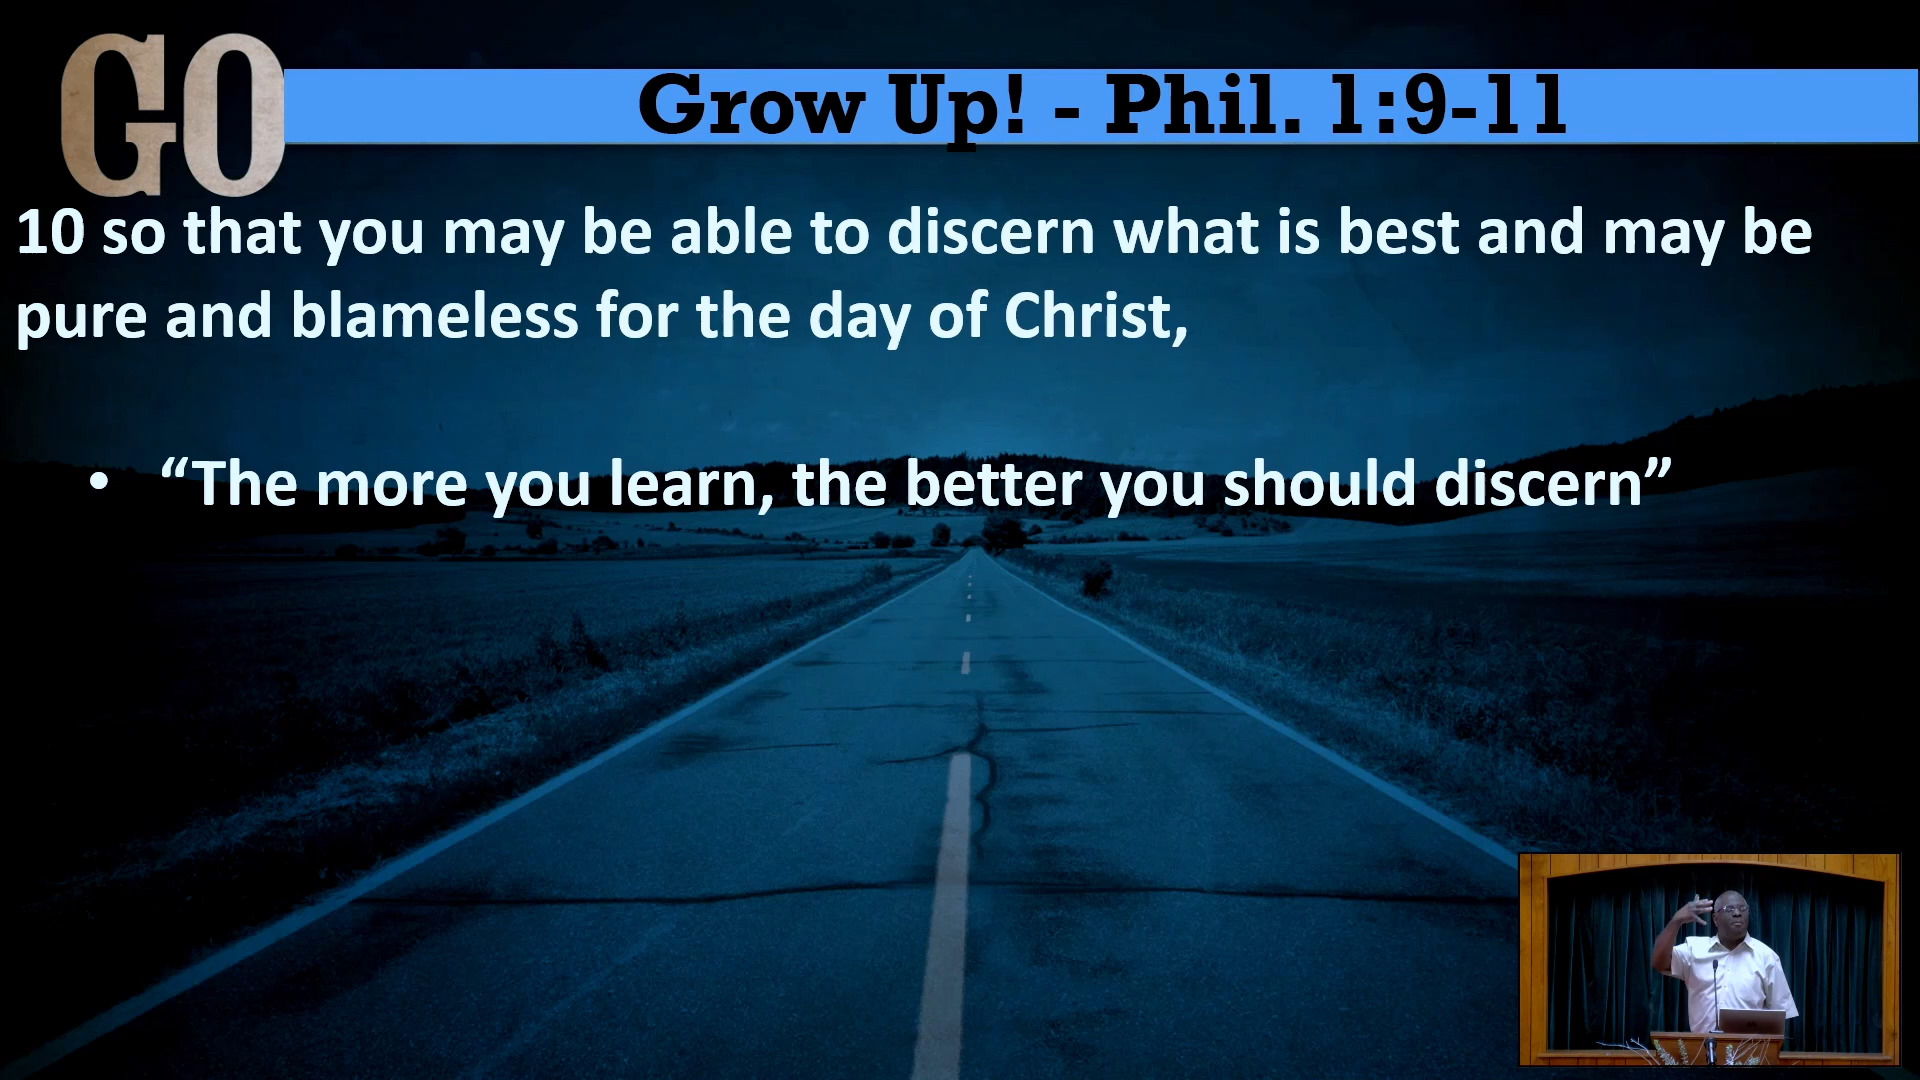 GO
Grow Up! - Phil. 1:9-11
10 so that you may be able to discern what is best and may be
pure and blameless for the day of Christ,
• “The more you learn, the better you should discern”